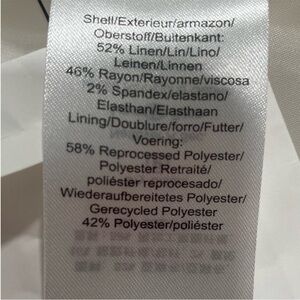 Shell/Exterieur/armazon/
Oberstoff/Buitenkant:
52% Linen/Lin/Lino/
Leinen/Linnen
46% Rayon/Rayonne/viscosa
2% Spandex/elastano/
Elasthan/Elasthaan
Lining/Doublure/forro/Futter/
Voering:
58% Reprocessed Polyester/
Polyester Retraité/
poliéster reprocesado/
Wiederaufbereitetes Polyester/
Gerecycled Polyester
42% Polyester/poliéster